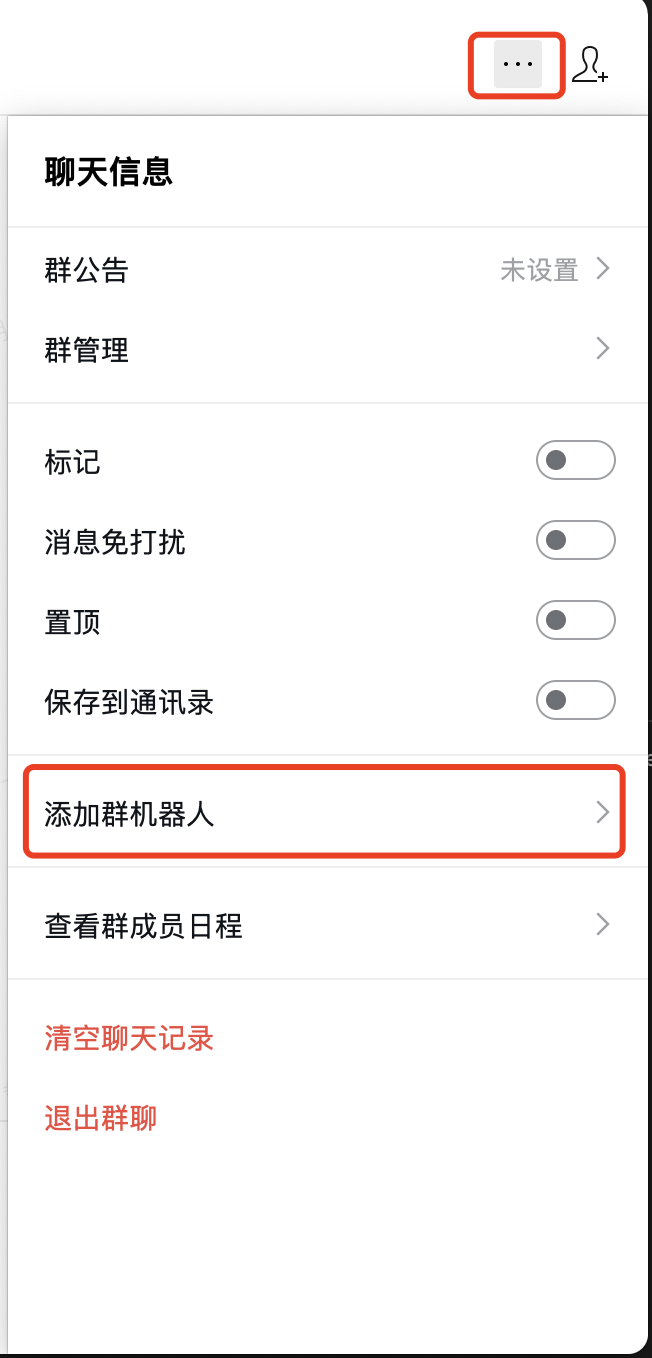 聊天信息
群公告 未设置
群管理
标记
消息免打扰
置顶
保存到通讯录
添加群机器人
查看群成员日程
清空聊天记录
退出群聊